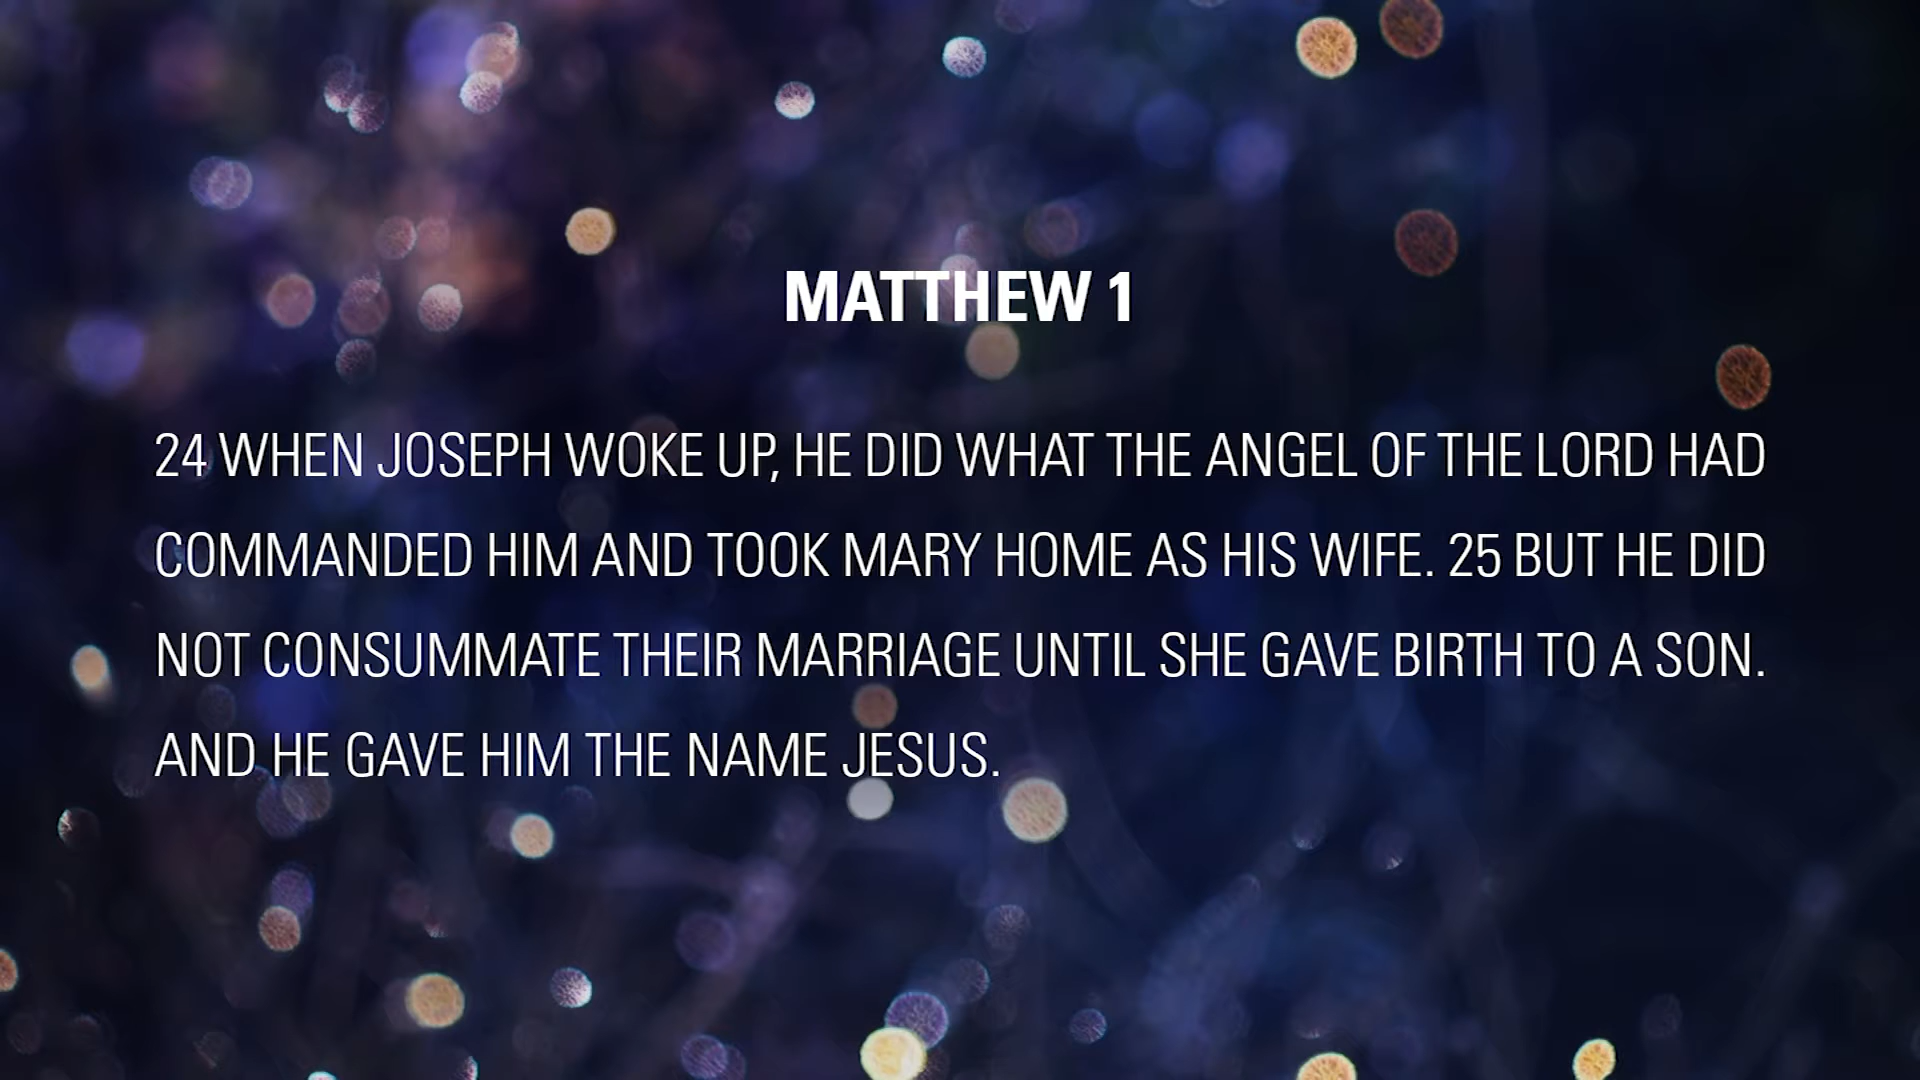 MATTHEW 1
24 WHEN JOSEPH WOKE UP, HE DID WHAT THE ANGEL OF THE LORD HAD
COMMANDED HIM AND TOOK MARY HOME AS HIS WIFE. 25 BUT HE DID
NOT CONSUMMATE THEIR MARRIAGE UNTIL SHE GAVE BIRTH TO A SON.
AND HE GAVE HIM THE NAME JESUS.